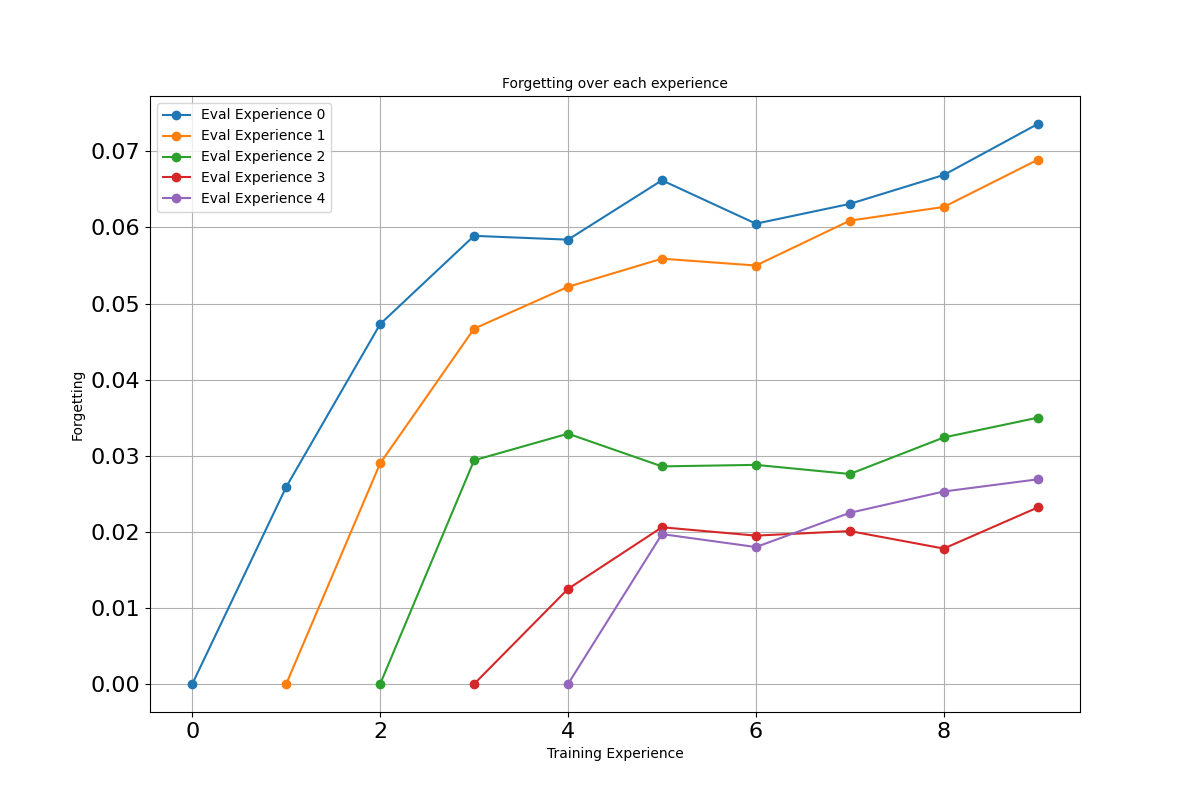 Forgetting over each experience
Eval Experience 0
Eval Experience 1
Eval Experience 2
Eval Experience 3
Eval Experience 4
0.07
0.06
0.05
0.04
0.03
0.02
0.01
0.00
Forgetting
0 2 4 6 8
Training Experience